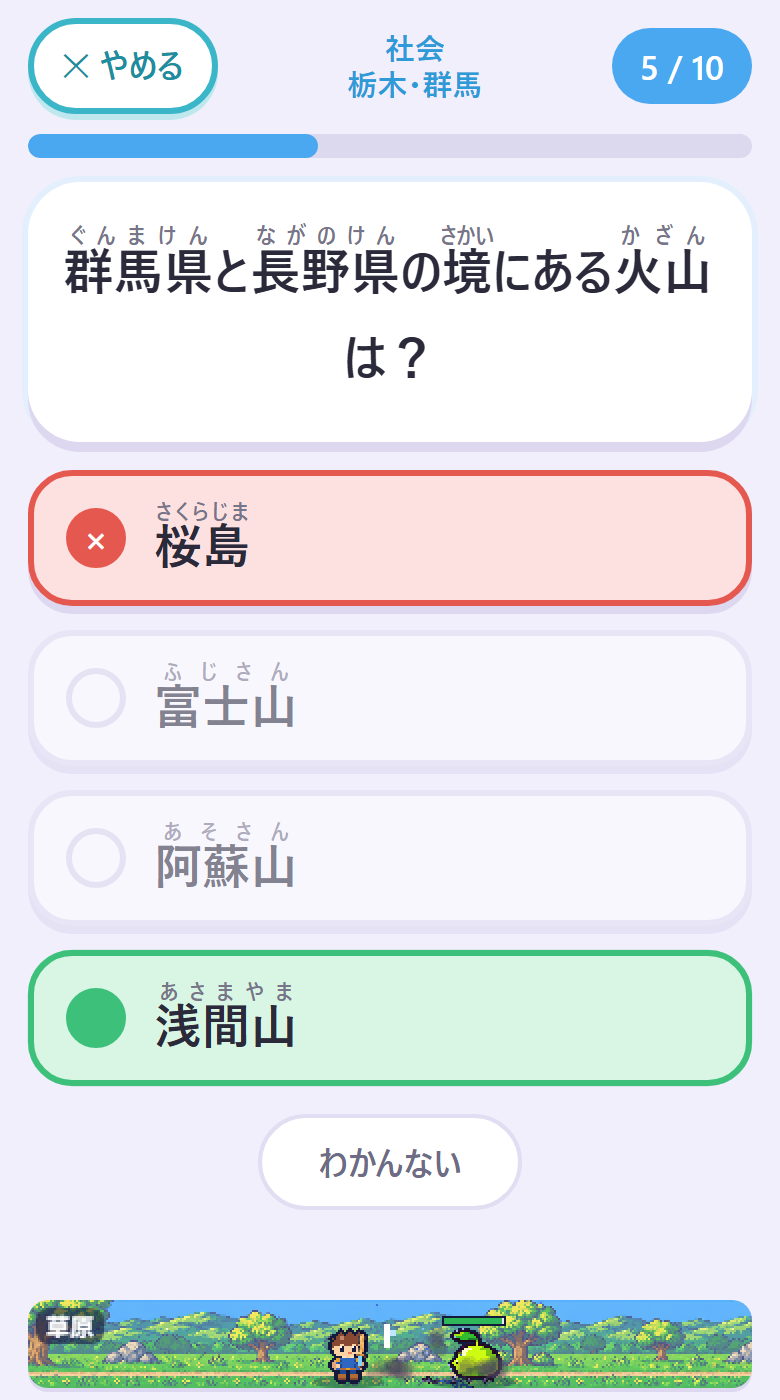 × やめる
社会
栃木・群馬
5 / 10
ぐんまけん ながのけん さかい かざん
群馬県と長野県の境にある火山
は？
×
さくらじま
桜島
ふじさん
富士山
あそさん
阿蘇山
あさまやま
浅間山
わかんない
草原